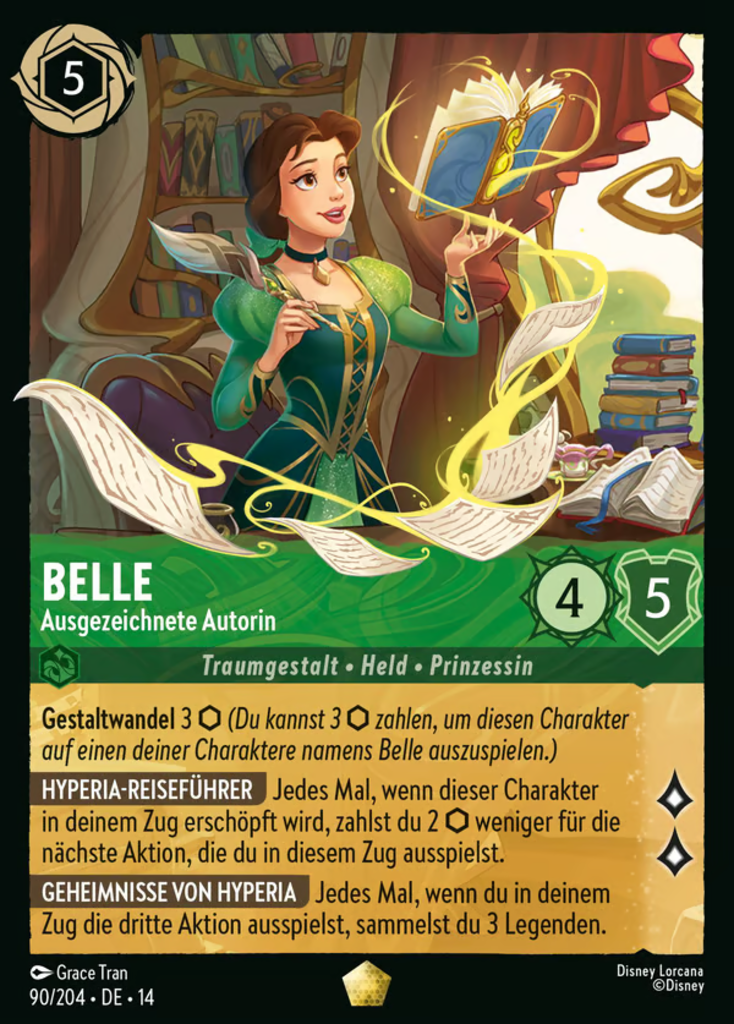 5
BELLE
Ausgezeichnete Autorin
4
5
Traumgestalt • Held • Prinzessin
Gestaltwandel 3 ⬡ (Du kannst 3 ⬡ zahlen, um diesen Charakter
auf einen deiner Charaktere namens Belle auszuspielen.)
HYPERIA-REISEFÜHRER Jedes Mal, wenn dieser Charakter
in deinem Zug erschöpft wird, zahlst du 2 ⬡ weniger für die
nächste Aktion, die du in diesem Zug ausspielst.
GEHEIMNISSE VON HYPERIA Jedes Mal, wenn du in deinem
Zug die dritte Aktion ausspielst, sammelst du 3 Legenden.
Grace Tran
90/204 • DE • 14
Disney Lorcana
©Disney